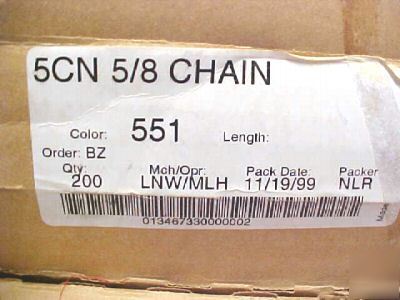 5CN 5/8 CHAIN
Color: 551 Length:
Order: BZ
Qty: Mch/Opr: Pack Date: Packer
200 LNW/MLH 11/19/99 NLR
013467330000002